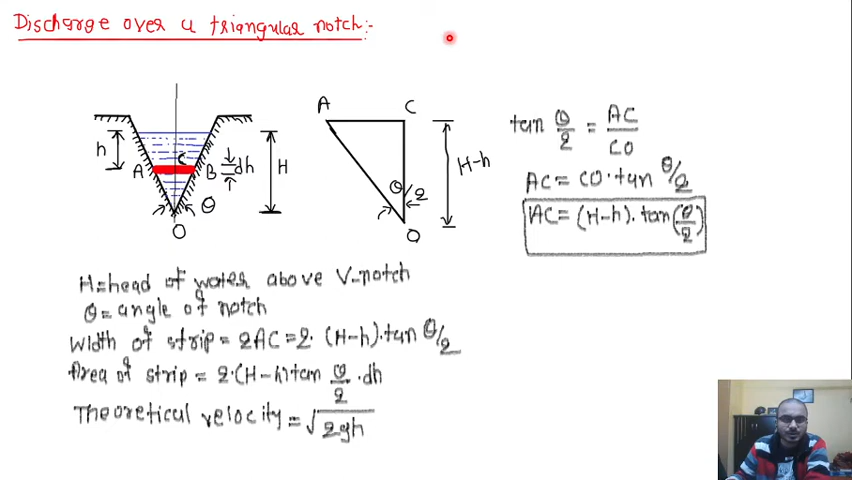 Discharge over a triangular notch:-
h
A
C
B
dh
H
θ
O
A
C
H-h
θ/2
O
tan θ/2 = AC/CO
AC = CO·tan θ/2
AC = (H-h)·tan(θ/2)
H=head of water above V-notch
θ=angle of notch
Width of strip = 2AC=2·(H-h)·tan θ/2
Area of strip = 2·(H-h)tan θ/2·dh
Theoretical velocity = √2gh